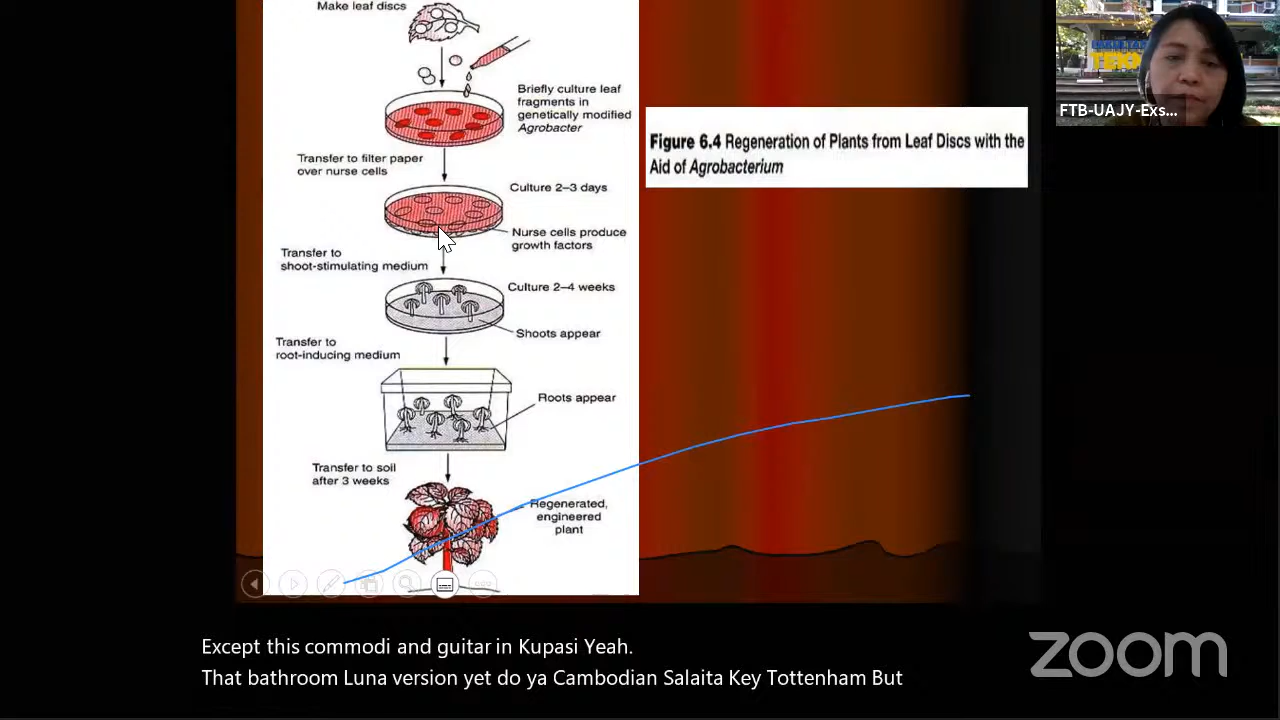 Make leaf discs
Briefly culture leaf
fragments in
genetically modified
Agrobacter
Transfer to filter paper
over nurse cells
Culture 2–3 days
Nurse cells produce
growth factors
Transfer to
shoot-stimulating medium
Culture 2–4 weeks
Shoots appear
Transfer to
root-inducing medium
Roots appear
Transfer to soil
after 3 weeks
Regenerated,
engineered
plant
Figure 6.4 Regeneration of Plants from Leaf Discs with the
Aid of Agrobacterium
FTB-UAJY-Exs...
Except this commodi and guitar in Kupasi Yeah.
That bathroom Luna version yet do ya Cambodian Salaita Key Tottenham But
zoom